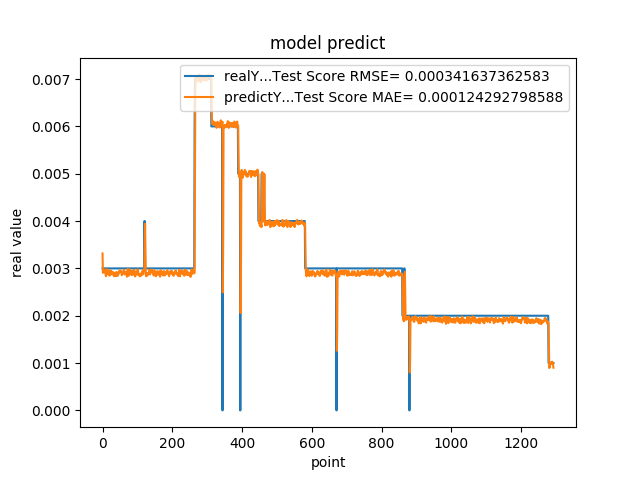 model predict
realY...Test Score RMSE= 0.000341637362583
predictY...Test Score MAE= 0.000124292798588
0.007
0.006
0.005
0.004
0.003
0.002
0.001
0.000
real value
0 200 400 600 800 1000 1200
point